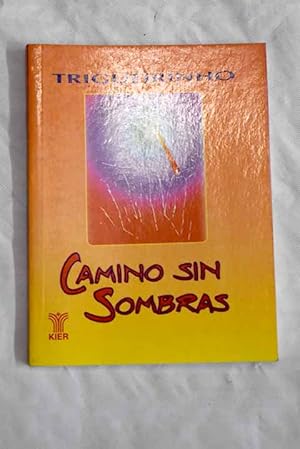 TRIGUEIRINHO
CAMINO SIN
SOMBRAS
KIER